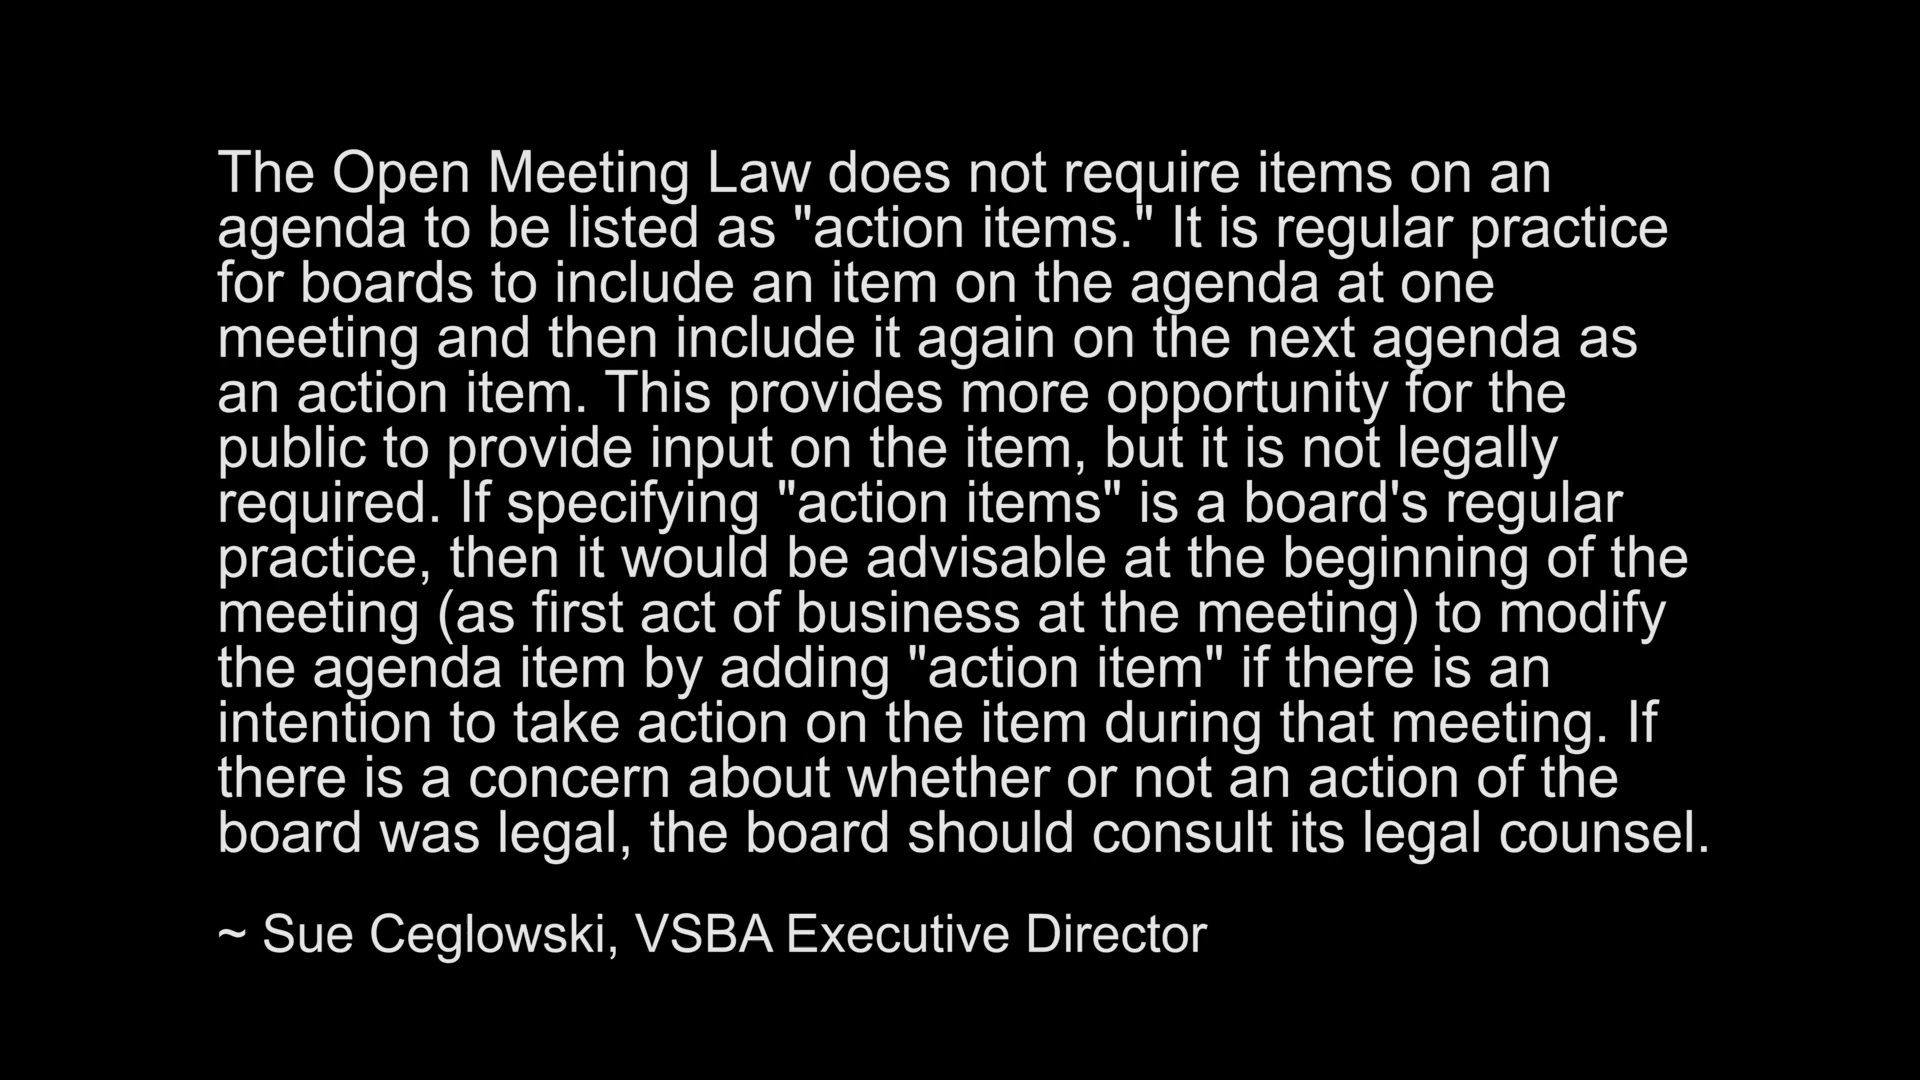 The Open Meeting Law does not require items on an
agenda to be listed as "action items." It is regular practice
for boards to include an item on the agenda at one
meeting and then include it again on the next agenda as
an action item. This provides more opportunity for the
public to provide input on the item, but it is not legally
required. If specifying "action items" is a board's regular
practice, then it would be advisable at the beginning of the
meeting (as first act of business at the meeting) to modify
the agenda item by adding "action item" if there is an
intention to take action on the item during that meeting. If
there is a concern about whether or not an action of the
board was legal, the board should consult its legal counsel.
~ Sue Ceglowski, VSBA Executive Director